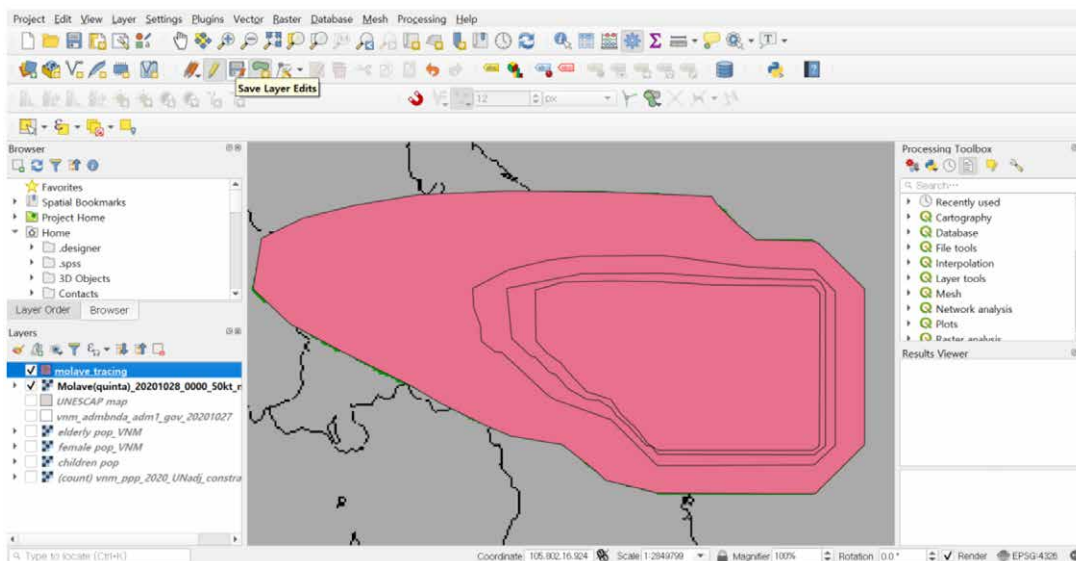 Project Edit View Layer Settings Plugins Vector Raster Database Mesh Processing Help
Save Layer Edits
12 px
Browser
Favorites
Spatial Bookmarks
Project Home
Home
.designer
.spss
3D Objects
Contacts
Layer Order Browser
Layers
molave tracing
Molave(quinta)_20201028_0000_50kt_r
UNESCAP map
vnm_admbnda_adm1_gov_20201027
elderly pop_VNM
female pop_VNM
children pop
(count) vnm_ppp_2020_UNadj_constra
Processing Toolbox
Search…
Recently used
Cartography
Database
File tools
Interpolation
Layer tools
Mesh
Network analysis
Plots
Raster analysis
Results Viewer
Type to locate (Ctrl+K)
Coordinate 105.802,16.924 Scale 1:2849799 Magnifier 100% Rotation 0.0 ° Render EPSG:4326